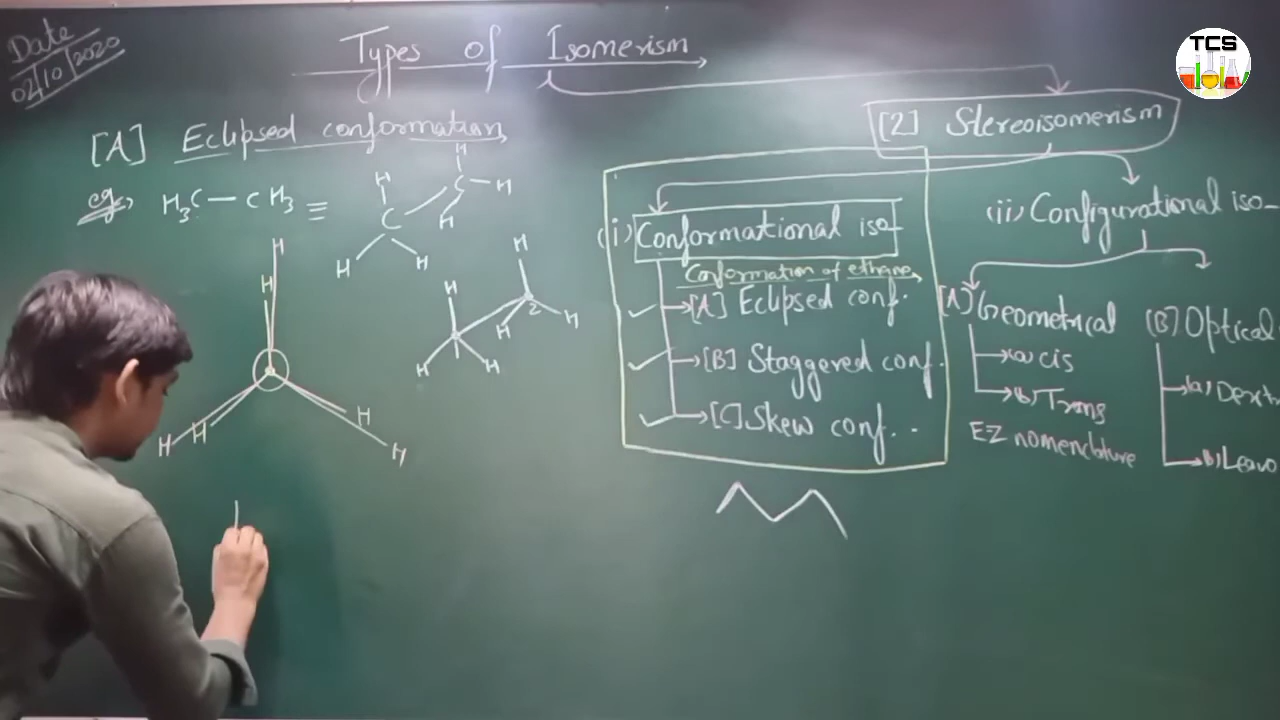 Date
02/10/2020
TCS
Types of Isomerism
[2] Stereoisomerism
[A] Eclipsed conformation
eg, H₃C — CH₃ ≡
H
H
C
C — H
H
H
H
(i) Conformational iso-
(ii) Configurational iso-
Conformation of ethane
[A] Eclipsed conf.
[B] Staggered conf.
[C] Skew conf...
[A] Geometrical
(a) cis
(b) Trans
E-Z nomenclature
(B) Optical
(a) Dextr
(b) Leavo
H
H
H
H
H
H
H
H
2
H
H
H
H